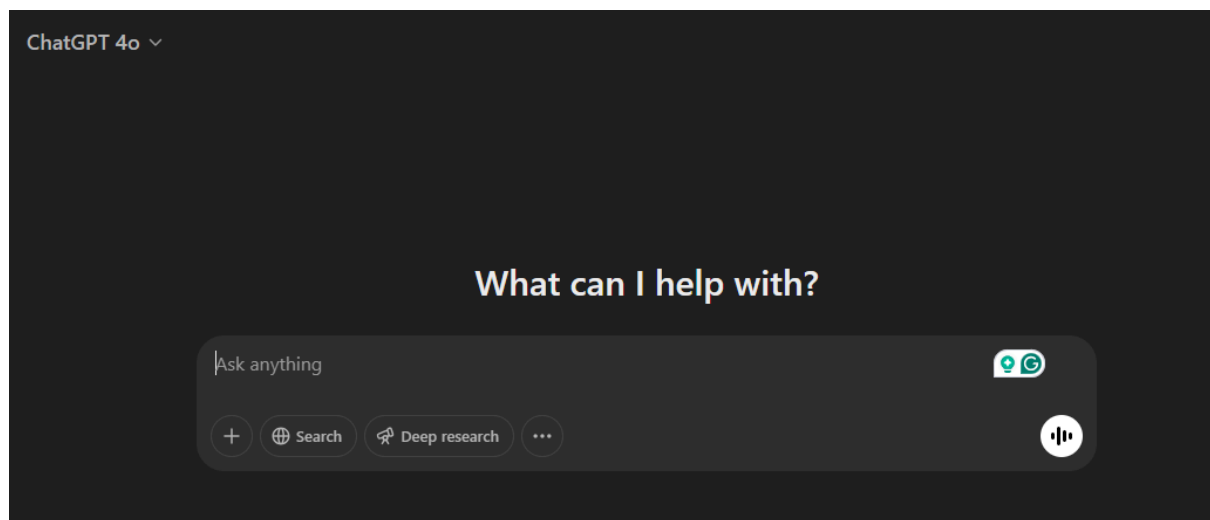 ChatGPT 4o
What can I help with?
Ask anything
Search
Deep research